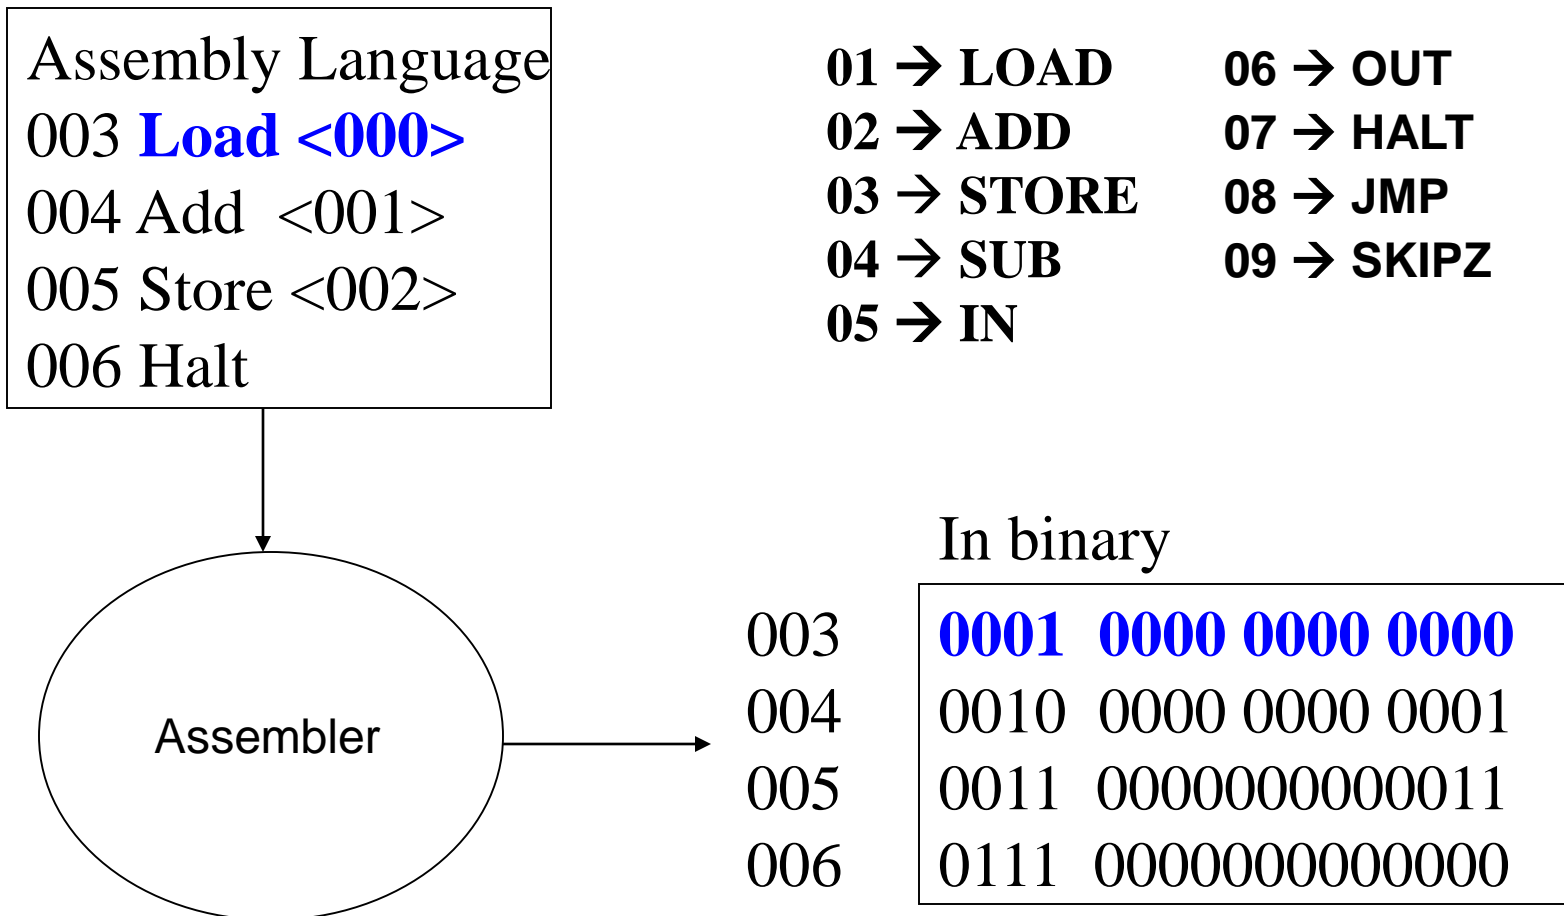 Assembly Language
003 Load <000>
004 Add <001>
005 Store <002>
006 Halt
01 → LOAD
02 → ADD
03 → STORE
04 → SUB
05 → IN
06 → OUT
07 → HALT
08 → JMP
09 → SKIPZ
Assembler
In binary
003 0001 0000 0000 0000
004 0010 0000 0000 0001
005 0011 0000000000011
006 0111 0000000000000